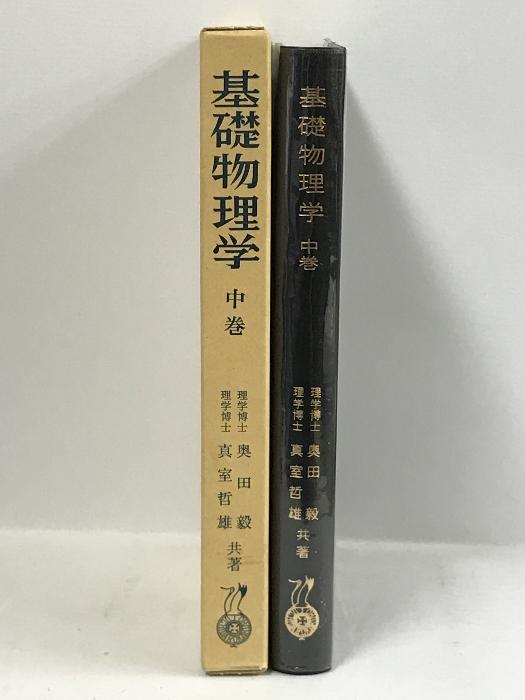 基礎物理学
中巻
理学博士 奥田毅
理学博士 真室哲雄
共著
基礎物理学
中巻
理学博士 奥田毅
理学博士 真室哲雄
共著